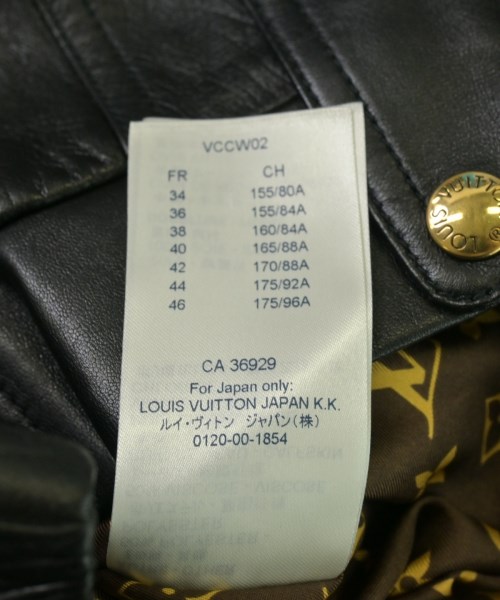 VCCW02
FR CH
34 155/80A
36 155/84A
38 160/84A
40 165/88A
42 170/88A
44 175/92A
46 175/96A
CA 36929
For Japan only:
LOUIS VUITTON JAPAN K.K.
ルイ・ヴィトン ジャパン(株)
0120-00-1854
LOUIS VUITTON